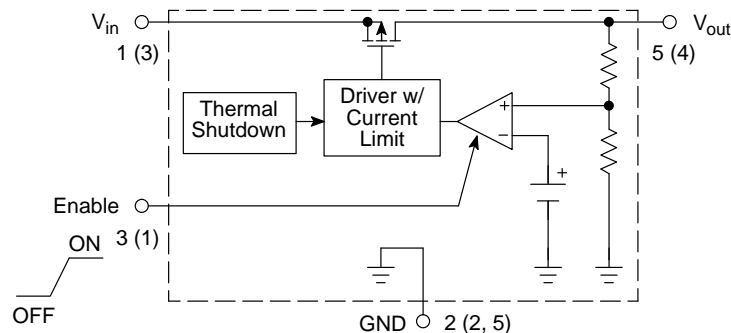 Vin
1 (3)
Vout
5 (4)
Thermal
Shutdown
Driver w/
Current
Limit
+
−
+
Enable
3 (1)
ON
OFF
GND
2 (2, 5)